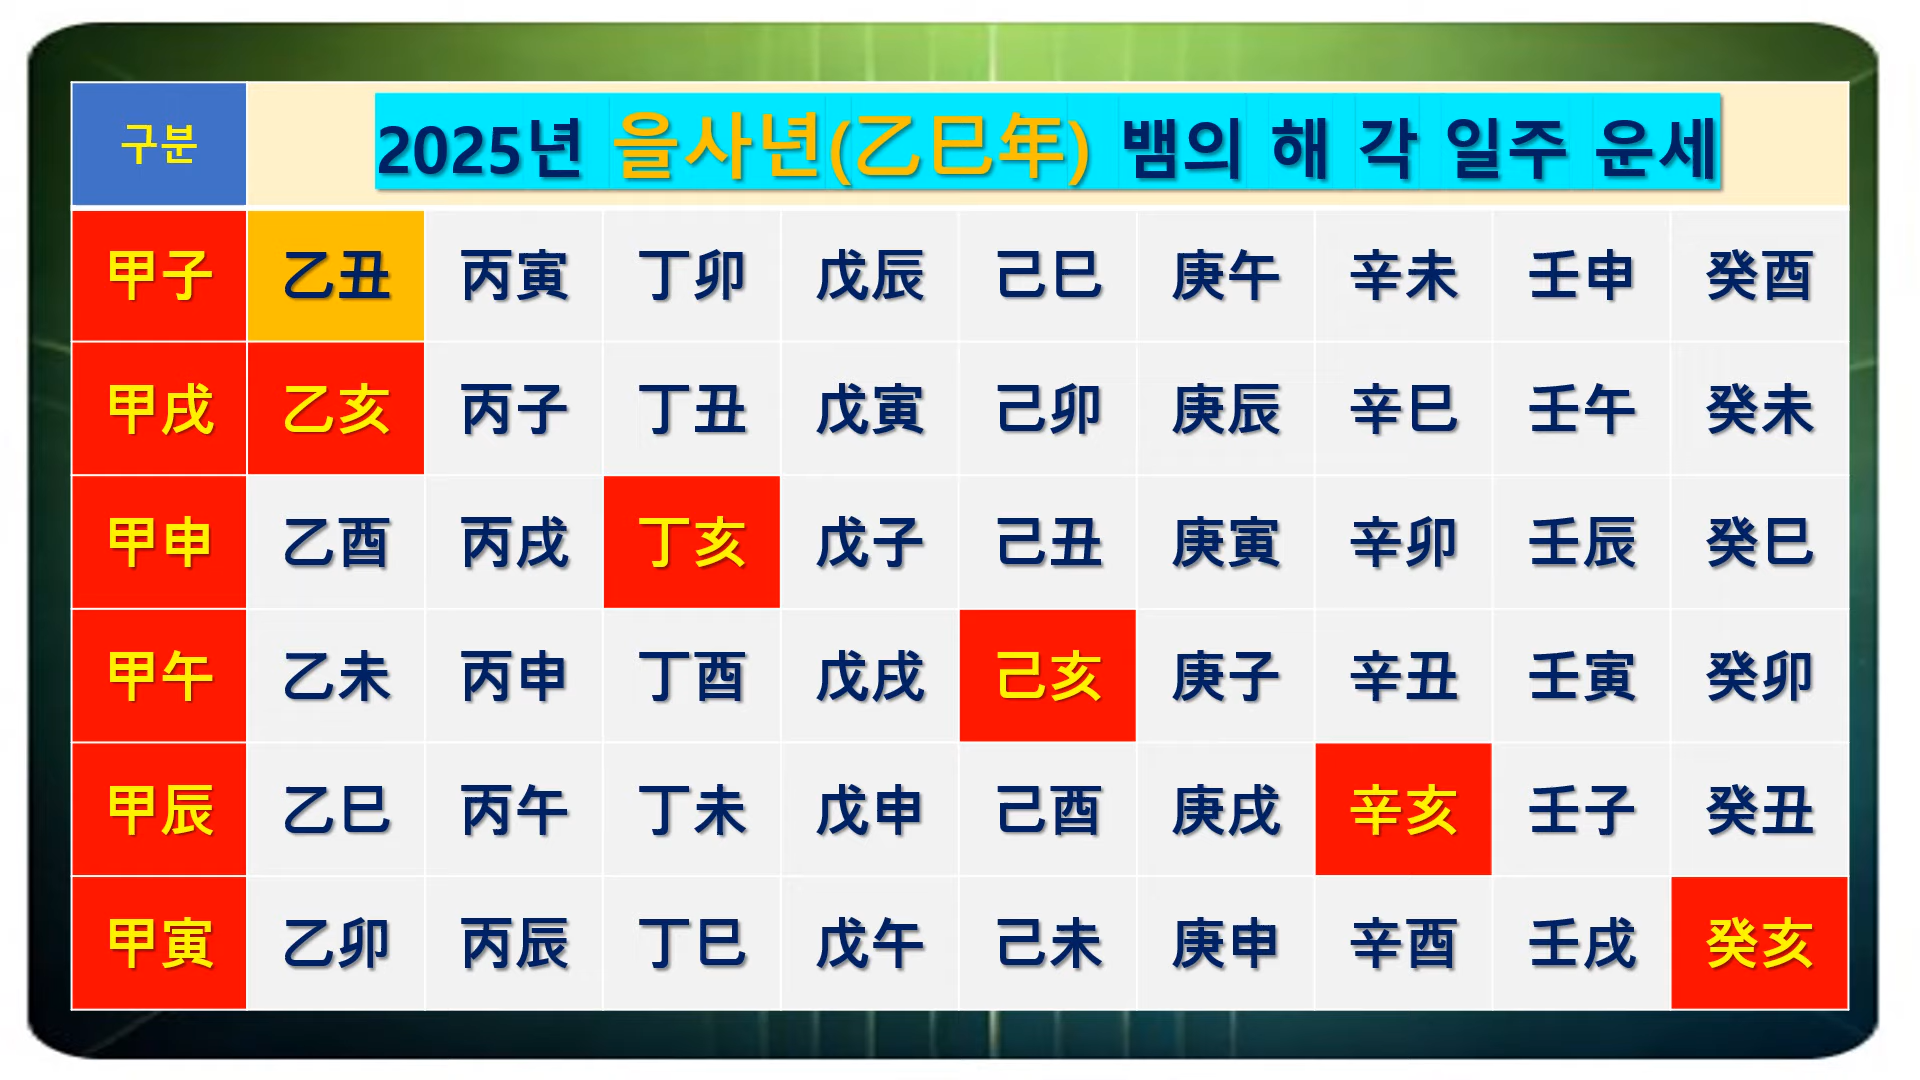 구분 2025년 을사년(乙巳年) 뱀의 해 각 일주 운세
甲子 乙丑 丙寅 丁卯 戊辰 己巳 庚午 辛未 壬申 癸酉
甲戌 乙亥 丙子 丁丑 戊寅 己卯 庚辰 辛巳 壬午 癸未
甲申 乙酉 丙戌 丁亥 戊子 己丑 庚寅 辛卯 壬辰 癸巳
甲午 乙未 丙申 丁酉 戊戌 己亥 庚子 辛丑 壬寅 癸卯
甲辰 乙巳 丙午 丁未 戊申 己酉 庚戌 辛亥 壬子 癸丑
甲寅 乙卯 丙辰 丁巳 戊午 己未 庚申 辛酉 壬戌 癸亥